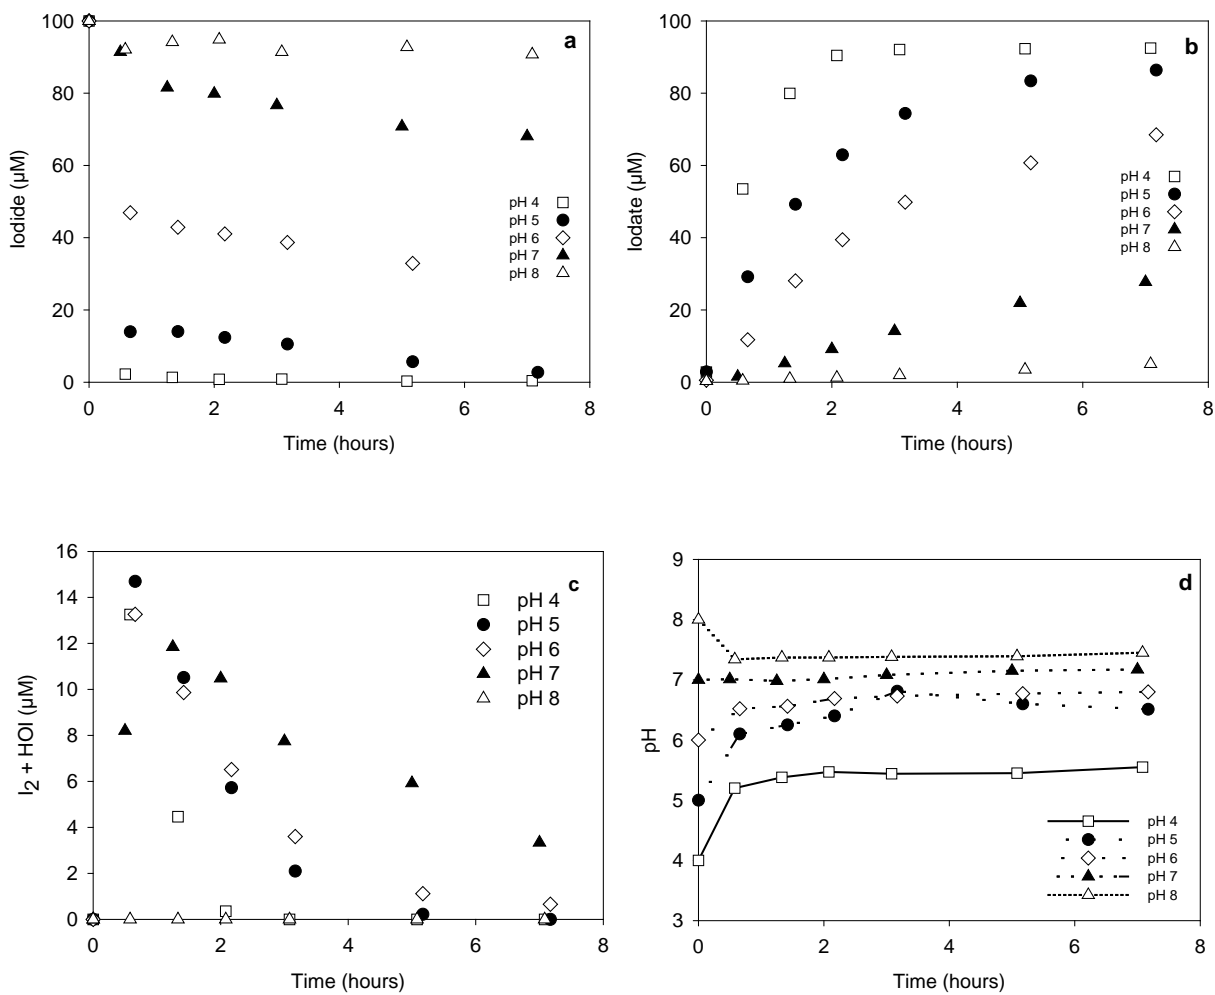 a
100
80
60
40
20
0
Iodide (µM)
pH 4
pH 5
pH 6
pH 7
pH 8
0 2 4 6 8
Time (hours)
b
100
80
60
40
20
0
Iodate (µM)
pH 4
pH 5
pH 6
pH 7
pH 8
0 2 4 6 8
Time (hours)
c
16
14
12
10
8
6
4
2
0
I2 + HOI (µM)
pH 4
pH 5
pH 6
pH 7
pH 8
0 2 4 6 8
Time (hours)
d
9
8
7
6
5
4
3
pH
pH 4
pH 5
pH 6
pH 7
pH 8
0 2 4 6 8
Time (hours)